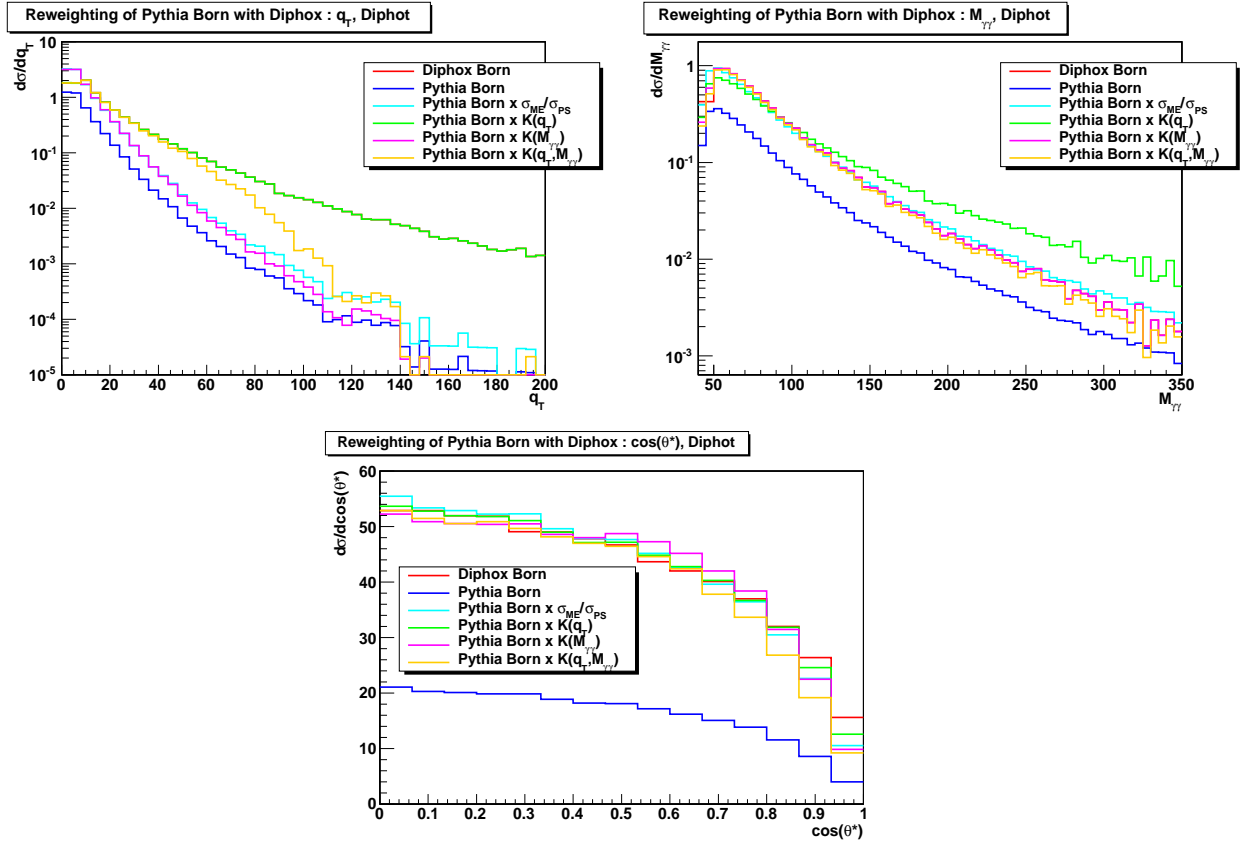 Reweighting of Pythia Born with Diphox : q_T, Diphot
dσ/dq_T
10
1
10^-1
10^-2
10^-3
10^-4
10^-5
0 20 40 60 80 100 120 140 160 180 200
q_T
Diphox Born
Pythia Born
Pythia Born x σ_ME/σ_PS
Pythia Born x K(q_T)
Pythia Born x K(M_γγ)
Pythia Born x K(q_T,M_γγ)
Reweighting of Pythia Born with Diphox : M_γγ, Diphot
dσ/dM_γγ
1
10^-1
10^-2
10^-3
50 100 150 200 250 300 350
M_γγ
Diphox Born
Pythia Born
Pythia Born x σ_ME/σ_PS
Pythia Born x K(q_T)
Pythia Born x K(M_γγ)
Pythia Born x K(q_T,M_γγ)
Reweighting of Pythia Born with Diphox : cos(θ*), Diphot
dσ/dcos(θ*)
60
50
40
30
20
10
0
0 0.1 0.2 0.3 0.4 0.5 0.6 0.7 0.8 0.9 1
cos(θ*)
Diphox Born
Pythia Born
Pythia Born x σ_ME/σ_PS
Pythia Born x K(q_T)
Pythia Born x K(M_γγ)
Pythia Born x K(q_T,M_γγ)